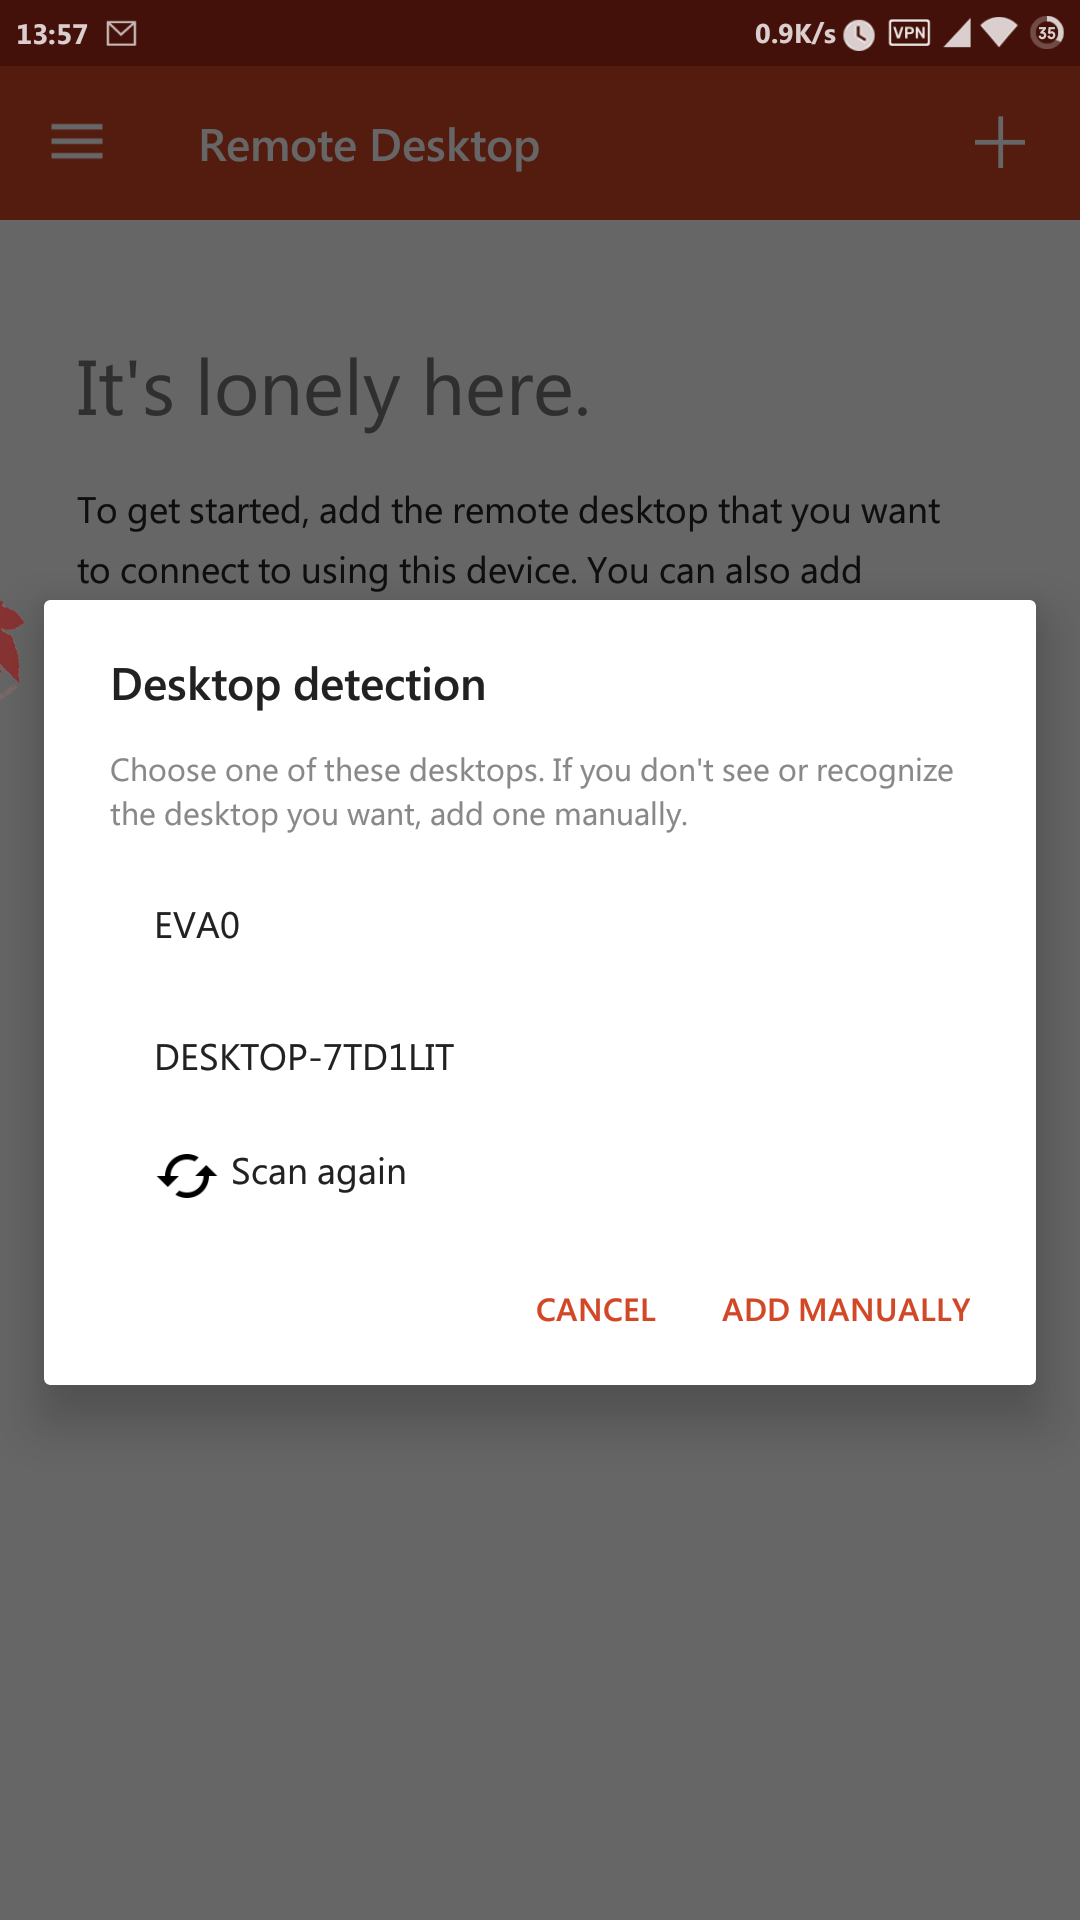 13:57 0.9K/s VPN 35
Remote Desktop
It's lonely here.
To get started, add the remote desktop that you want
to connect to using this device. You can also add
Desktop detection
Choose one of these desktops. If you don't see or recognize
the desktop you want, add one manually.
EVA0
DESKTOP-7TD1LIT
Scan again
CANCEL ADD MANUALLY